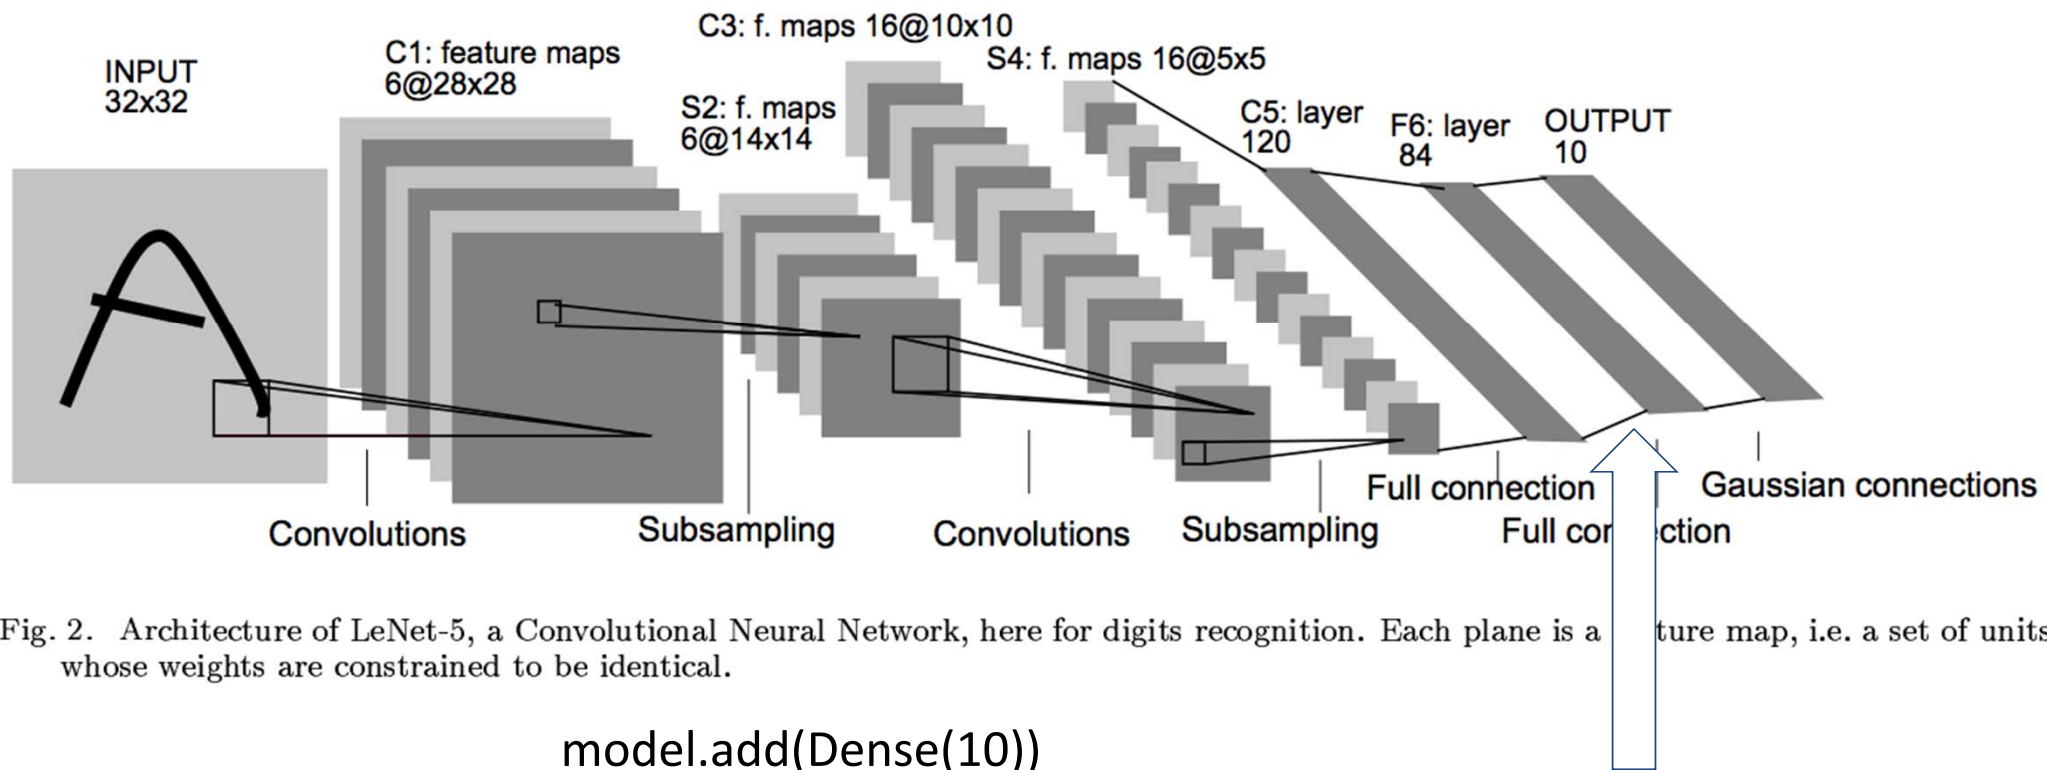 INPUT
32x32
C1: feature maps
6@28x28
S2: f. maps
6@14x14
C3: f. maps 16@10x10
S4: f. maps 16@5x5
C5: layer
120
F6: layer
84
OUTPUT
10
Convolutions
Subsampling
Convolutions
Subsampling
Full connection
Full
Gaussian connections
Fig. 2. Architecture of LeNet-5, a Convolutional Neural Network, here for digits recognition. Each plane is a map, i.e. a set of units
whose weights are constrained to be identical.
model.add(Dense(10))